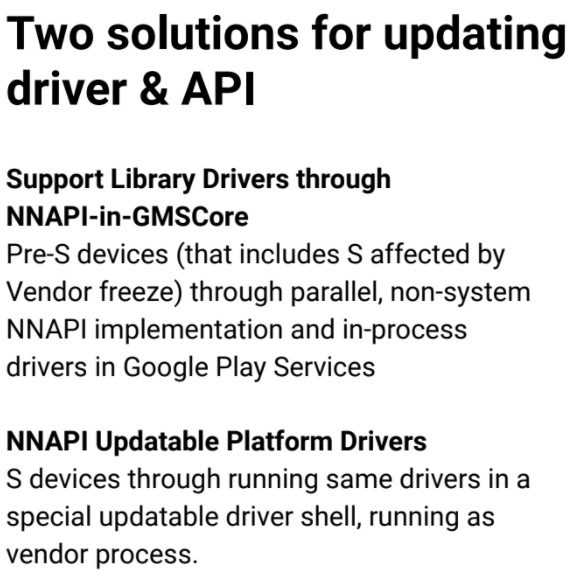 Two solutions for updating
driver & API
Support Library Drivers through
NNAPI-in-GMSCore
Pre-S devices (that includes S affected by
Vendor freeze) through parallel, non-system
NNAPI implementation and in-process
drivers in Google Play Services
NNAPI Updatable Platform Drivers
S devices through running same drivers in a
special updatable driver shell, running as
vendor process.